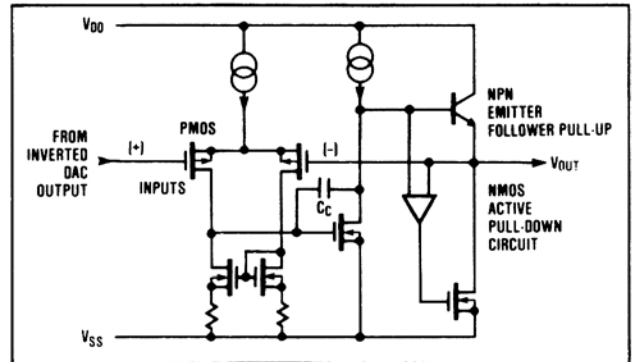 VDD
NPN
EMITTER
FOLLOWER PULL-UP
FROM
INVERTED
DAC
OUTPUT
(+)
PMOS
INPUTS
(-)
VOUT
CC
NMOS
ACTIVE
PULL-DOWN
CIRCUIT
VSS